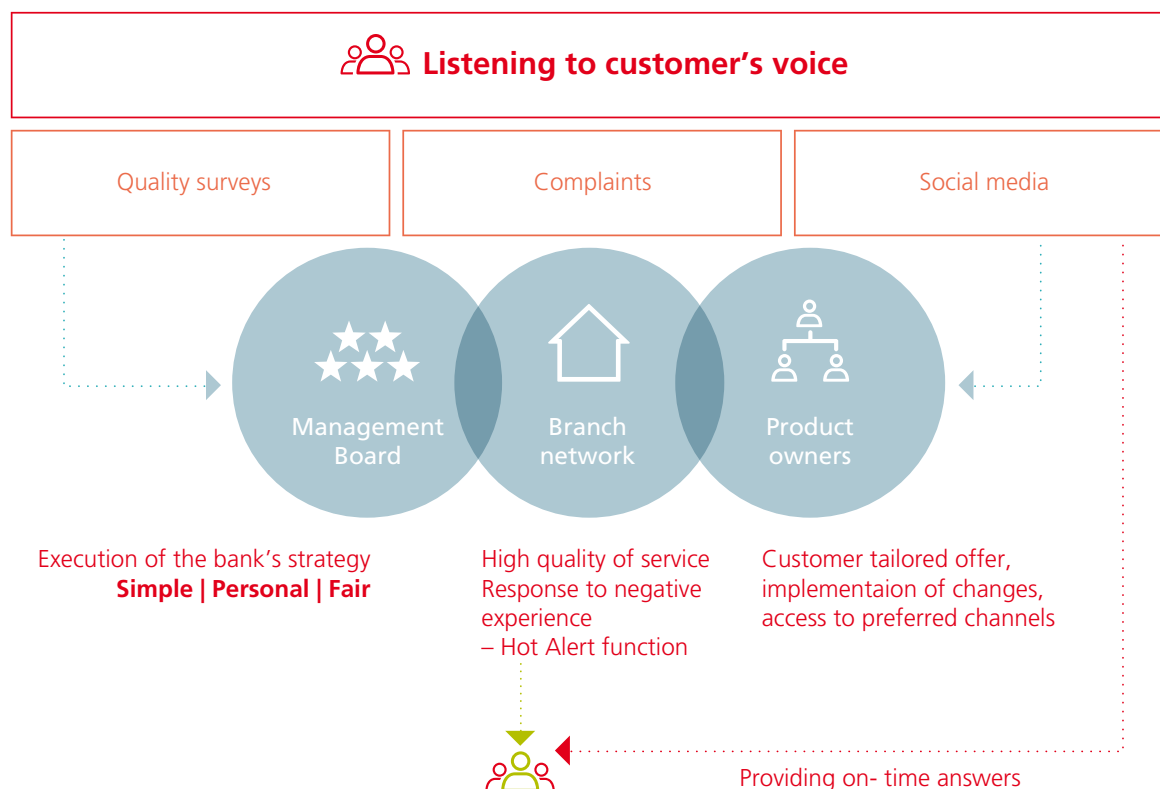 Listening to customer’s voice
Quality surveys
Complaints
Social media
Management
Board
Branch
network
Product
owners
Execution of the bank’s strategy
Simple | Personal | Fair
High quality of service
Response to negative
experience
– Hot Alert function
Customer tailored offer,
implementaion of changes,
access to preferred channels
Providing on- time answers